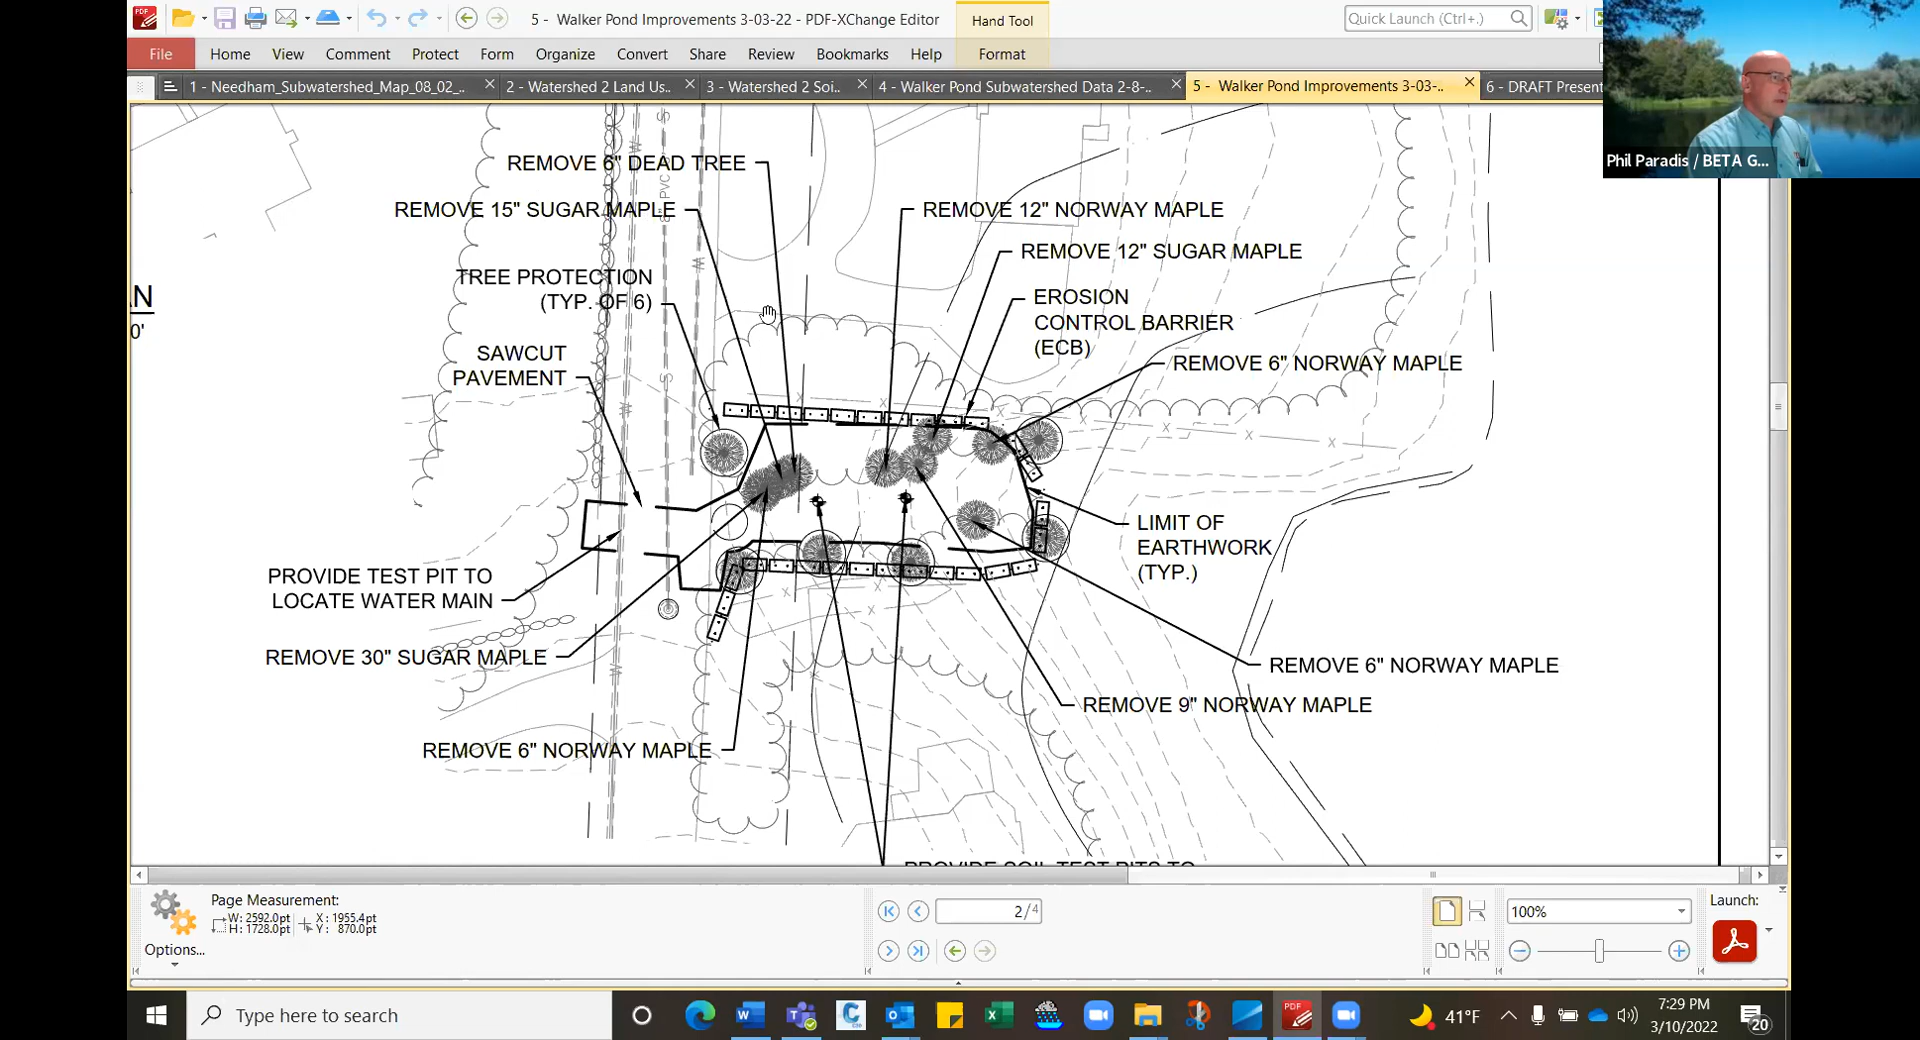 5 - Walker Pond Improvements 3-03-22 - PDF-XChange Editor
Hand Tool
Quick Launch (Ctrl+.)
File
Home
View
Comment
Protect
Form
Organize
Convert
Share
Review
Bookmarks
Help
Format
1 - Needham_Subwatershed_Map_08_02_...
2 - Watershed 2 Land Us..
3 - Watershed 2 Soi..
4 - Walker Pond Subwatershed Data 2-8-..
5 - Walker Pond Improvements 3-03-..
6 - DRAFT Present
Phil Paradis / BETA G...
REMOVE 6" DEAD TREE
REMOVE 15" SUGAR MAPLE
REMOVE 12" NORWAY MAPLE
REMOVE 12" SUGAR MAPLE
TREE PROTECTION
(TYP. OF 6)
EROSION
CONTROL BARRIER
(ECB)
AN
0'
SAWCUT
PAVEMENT
REMOVE 6" NORWAY MAPLE
LIMIT OF
EARTHWORK
(TYP.)
PROVIDE TEST PIT TO
LOCATE WATER MAIN
REMOVE 30" SUGAR MAPLE
REMOVE 6" NORWAY MAPLE
REMOVE 9" NORWAY MAPLE
REMOVE 6" NORWAY MAPLE
PROVIDE SOIL TEST PITS TO
Page Measurement:
W: 2592.0pt
H: 1728.0pt
X: 1955.4pt
Y: 870.0pt
Options...
2/4
100%
Launch:
Type here to search
41°F
7:29 PM
3/10/2022
20